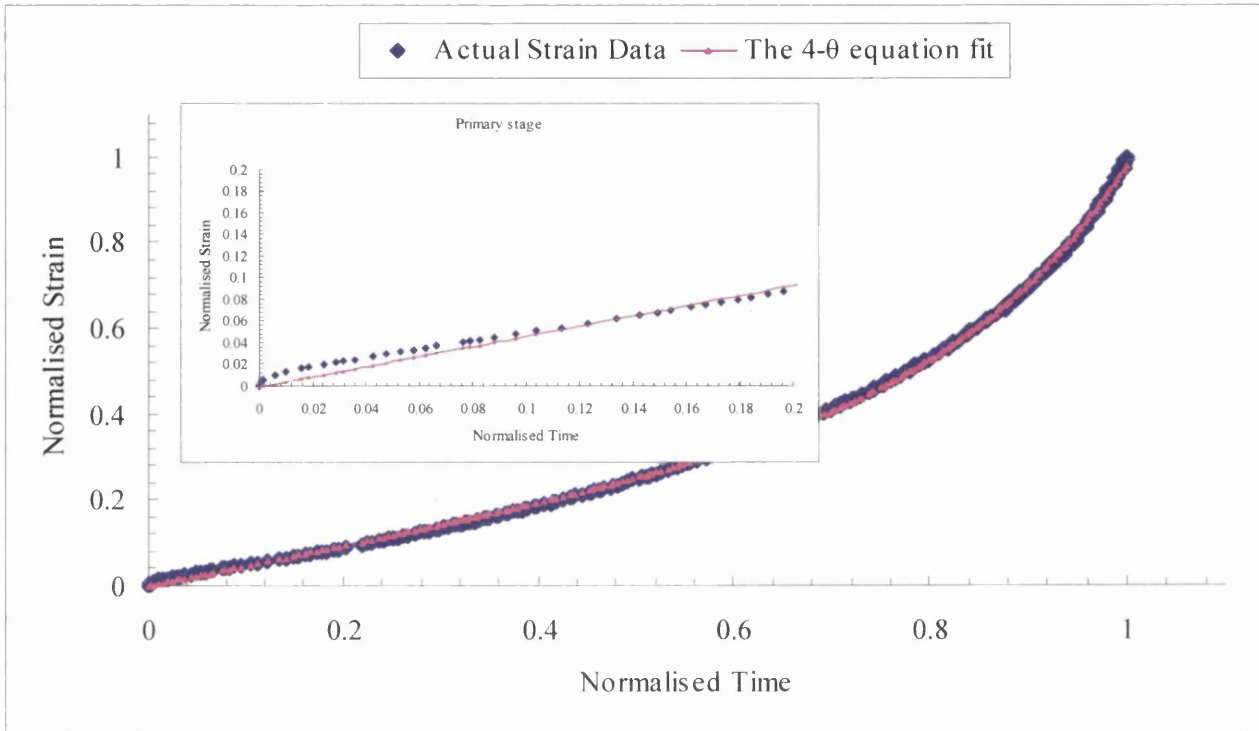 Actual Strain Data The 4-θ equation fit
Primary stage
0.2
0.18
0.16
0.14
0.12
0.1
0.08
0.06
0.04
0.02
0
Normalised Strain
0 0.02 0.04 0.06 0.08 0.1 0.12 0.14 0.16 0.18 0.2
Normalised Time
1
0.8
0.6
0.4
0.2
0
Normalised Strain
0 0.2 0.4 0.6 0.8 1
Normalised Time